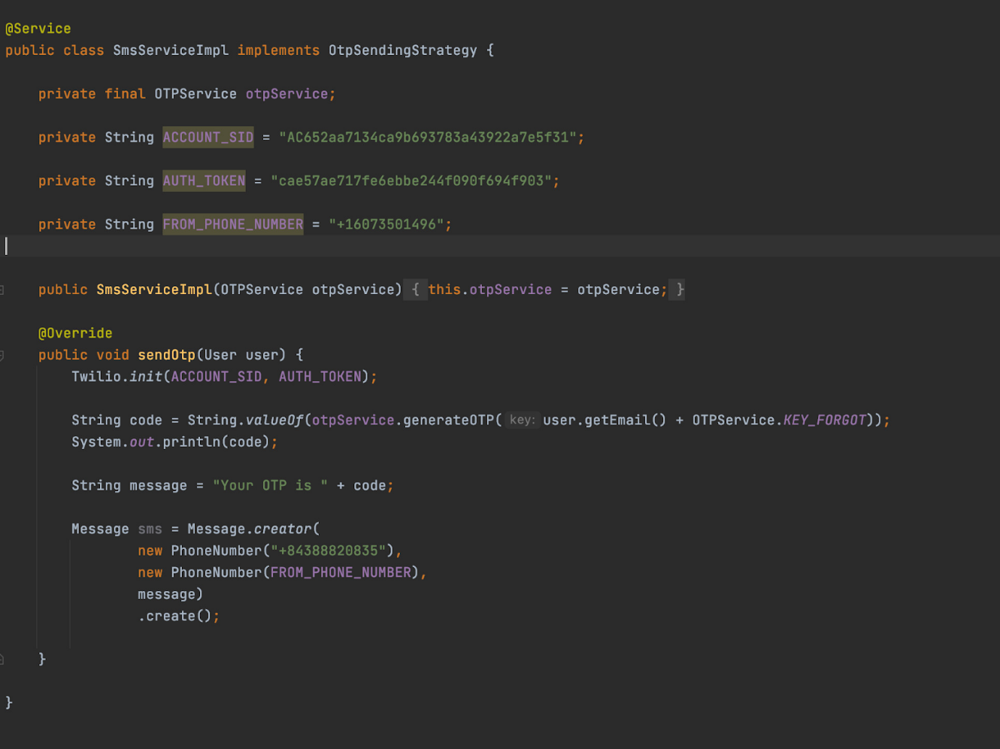 @Service
public class SmsServiceImpl implements OtpSendingStrategy {
private final OTPService otpService;
private String ACCOUNT_SID = "AC652aa7134ca9b693783a43922a7e5f31";
private String AUTH_TOKEN = "cae57ae717fe6ebbe244f090f694f903";
private String FROM_PHONE_NUMBER = "+16073501496";
public SmsServiceImpl(OTPService otpService) { this.otpService = otpService; }
@Override
public void sendOtp(User user) {
Twilio.init(ACCOUNT_SID, AUTH_TOKEN);
String code = String.valueOf(otpService.generateOTP( key: user.getEmail() + OTPService.KEY_FORGOT));
System.out.println(code);
String message = "Your OTP is " + code;
Message sms = Message.creator(
new PhoneNumber("+84388820835"),
new PhoneNumber(FROM_PHONE_NUMBER),
message)
.create();
}
}